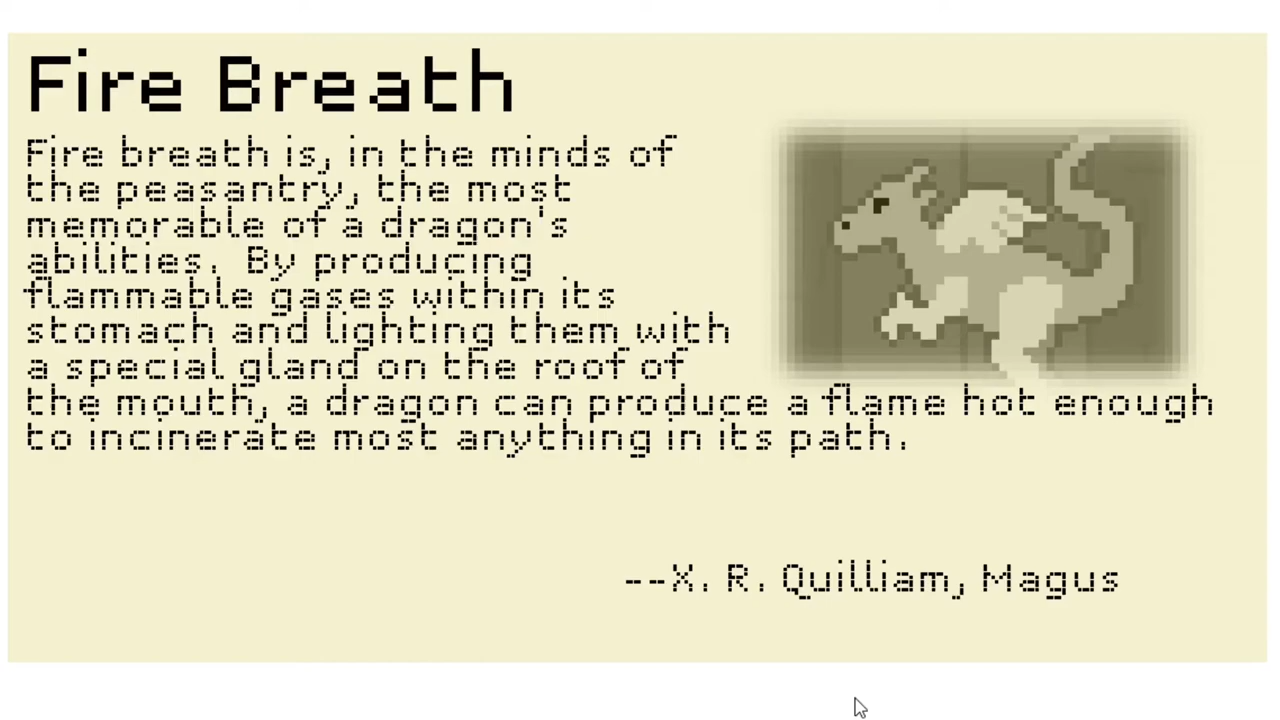 Fire Breath
Fire breath is, in the minds of
the peasantry, the most
memorable of a dragon's
abilities. By producing
flammable gases within its
stomach and lighting them with
a special gland on the roof of
the mouth, a dragon can produce a flame hot enough
to incinerate most anything in its path.
--X. R. Quilliam, Magus